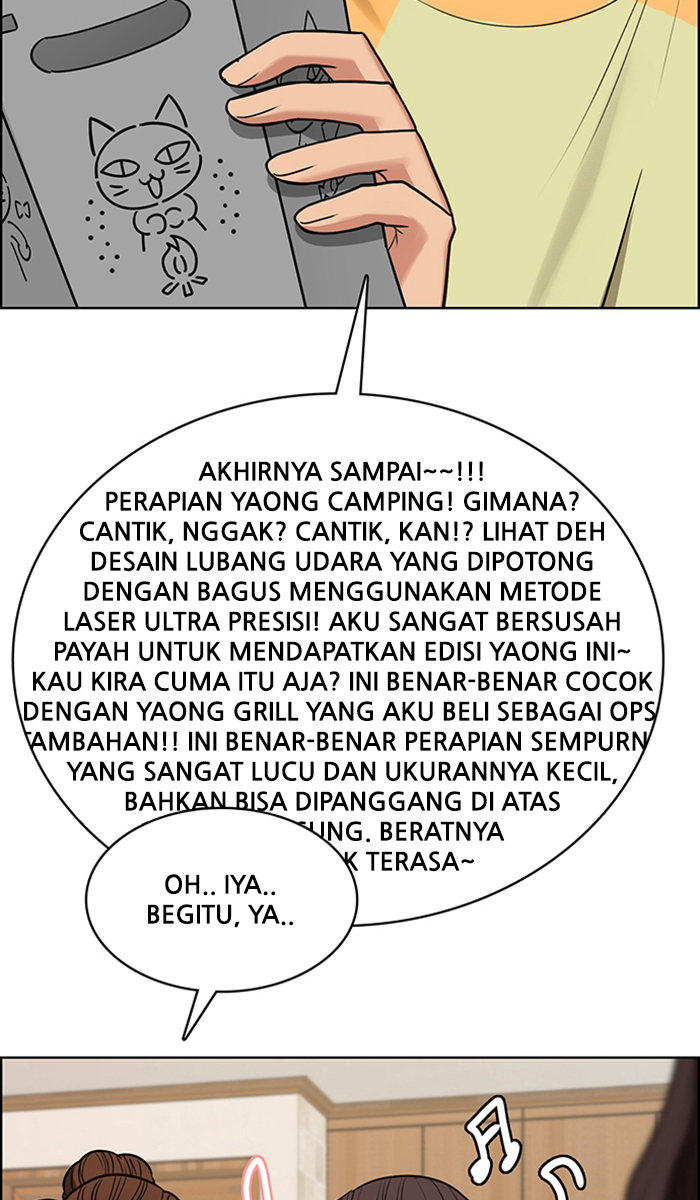 AKHIRNYA SAMPAI~~!!!
PERAPIAN YAONG CAMPING! GIMANA?
CANTIK, NGGAK? CANTIK, KAN!? LIHAT DEH
DESAIN LUBANG UDARA YANG DIPOTONG
DENGAN BAGUS MENGGUNAKAN METODE
LASER ULTRA PRESISI! AKU SANGAT BERSUSAH
PAYAH UNTUK MENDAPATKAN EDISI YAONG INI~
KAU KIRA CUMA ITU AJA? INI BENAR-BENAR COCOK
DENGAN YAONG GRILL YANG AKU BELI SEBAGAI OPS
TAMBAHAN!! INI BENAR-BENAR PERAPIAN SEMPURN
YANG SANGAT LUCU DAN UKURANNYA KECIL,
BAHKAN BISA DIPANGGANG DI ATAS
SUNG. BERATNYA
K TERASA~
OH.. IYA..
BEGITU, YA..